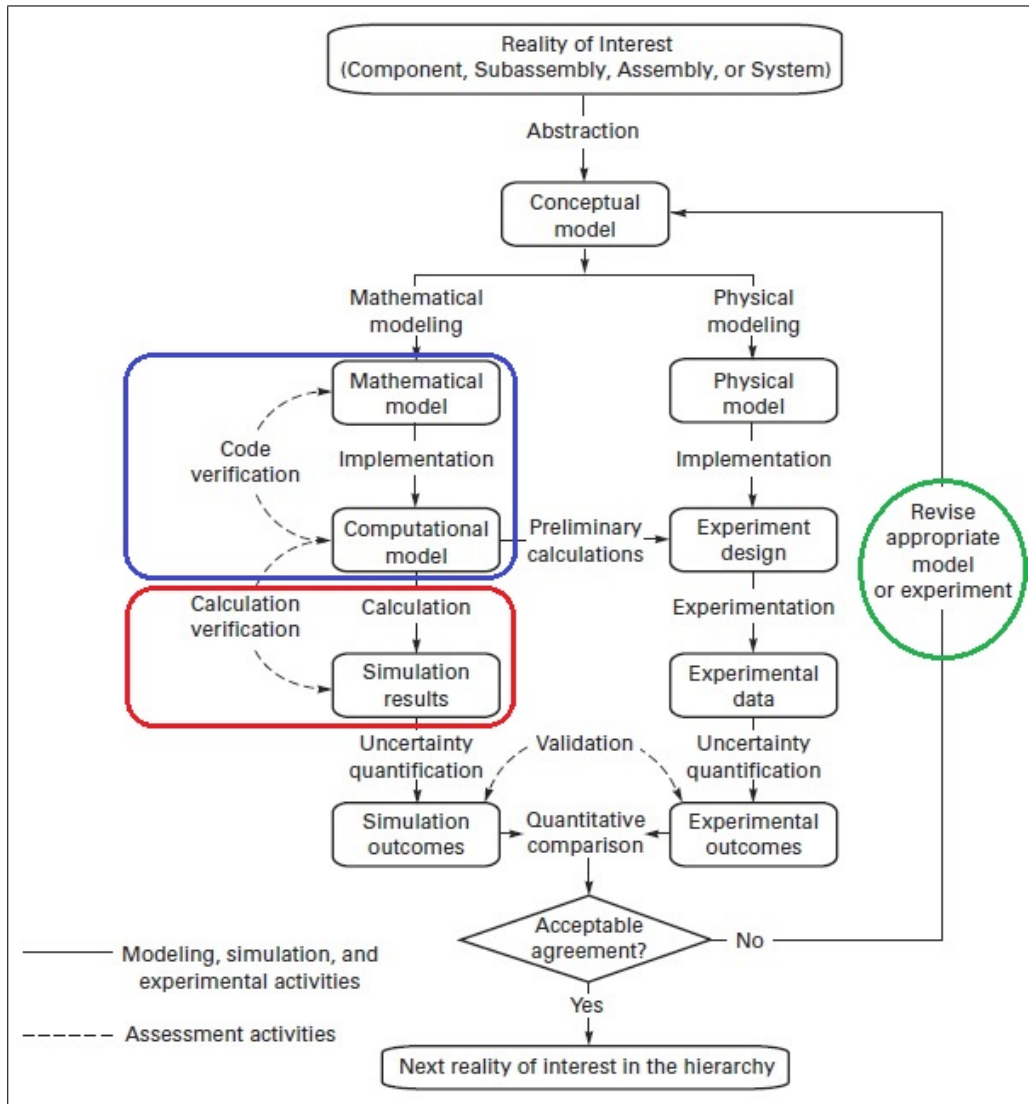 Reality of Interest
(Component, Subassembly, Assembly, or System)
Abstraction
Conceptual
model
Mathematical
modeling
Physical
modeling
Mathematical
model
Physical
model
Code
verification
Implementation
Implementation
Revise
appropriate
model
or experiment
Computational
model
Preliminary
calculations
Experiment
design
Calculation
verification
Calculation
Experimentation
Simulation
results
Experimental
data
Uncertainty
quantification
Validation
Uncertainty
quantification
Simulation
outcomes
Quantitative
comparison
Experimental
outcomes
Acceptable
agreement?
No
Modeling, simulation, and
experimental activities
Yes
Assessment activities
Next reality of interest in the hierarchy